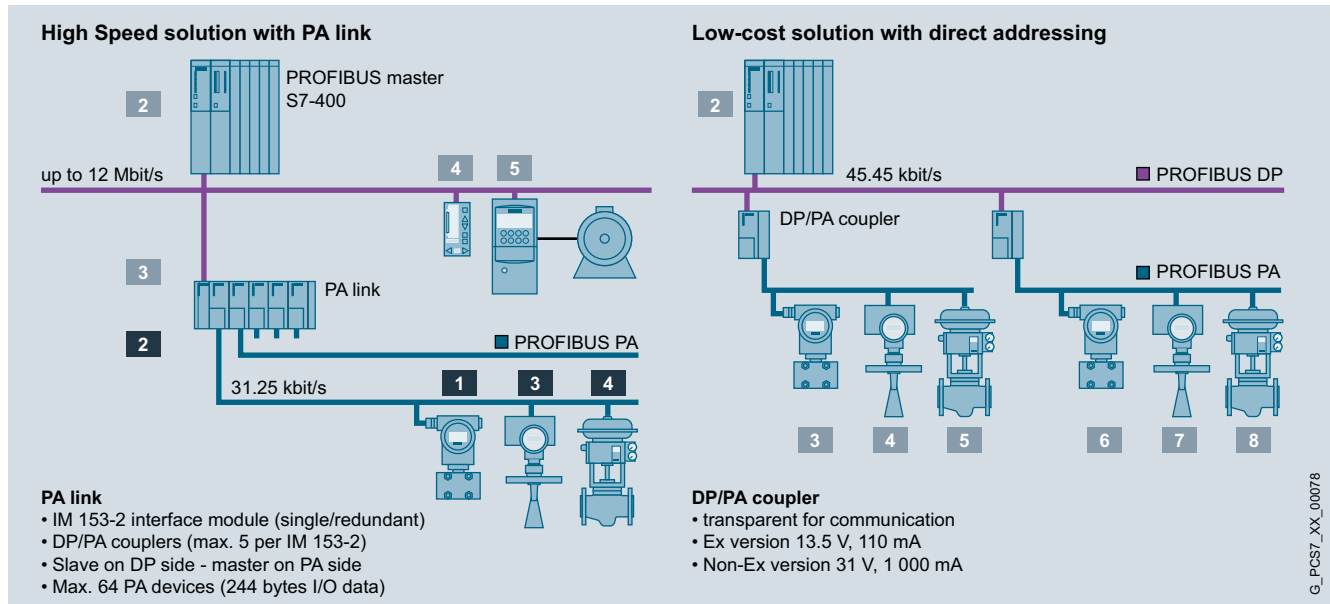 High Speed solution with PA link
2
PROFIBUS master
S7-400
up to 12 Mbit/s
4
5
3
PA link
2
PROFIBUS PA
31.25 kbit/s
1
3
4
PA link
• IM 153-2 interface module (single/redundant)
• DP/PA couplers (max. 5 per IM 153-2)
• Slave on DP side - master on PA side
• Max. 64 PA devices (244 bytes I/O data)
Low-cost solution with direct addressing
2
45.45 kbit/s
PROFIBUS DP
DP/PA coupler
PROFIBUS PA
3
4
5
6
7
8
DP/PA coupler
• transparent for communication
• Ex version 13.5 V, 110 mA
• Non-Ex version 31 V, 1 000 mA
G_PCS7_XX_00078